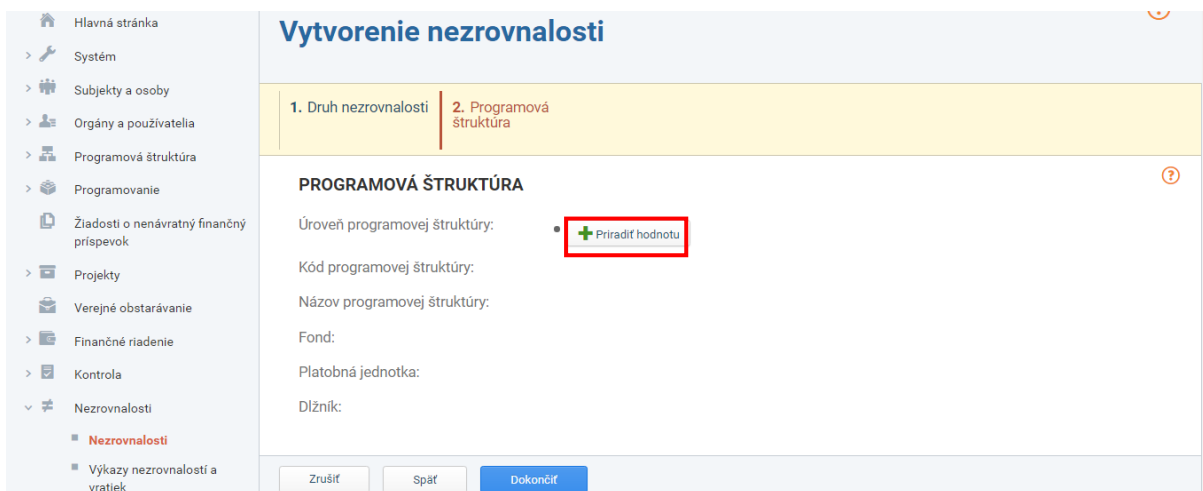 Hlavná stránka
Systém
Subjekty a osoby
Orgány a používatelia
Programová štruktúra
Programovanie
Žiadosti o nenávratný finančný
príspevok
Projekty
Verejné obstarávanie
Finančné riadenie
Kontrola
Nezrovnalosti
Nezrovnalosti
Výkazy nezrovnalostí a
vratiek
Vytvorenie nezrovnalosti
1. Druh nezrovnalosti
2. Programová
štruktúra
PROGRAMOVÁ ŠTRUKTÚRA
?
Úroveň programovej štruktúry:
Priradiť hodnotu
Kód programovej štruktúry:
Názov programovej štruktúry:
Fond:
Platobná jednotka:
Dlžník:
Zrušiť
Späť
Dokončiť